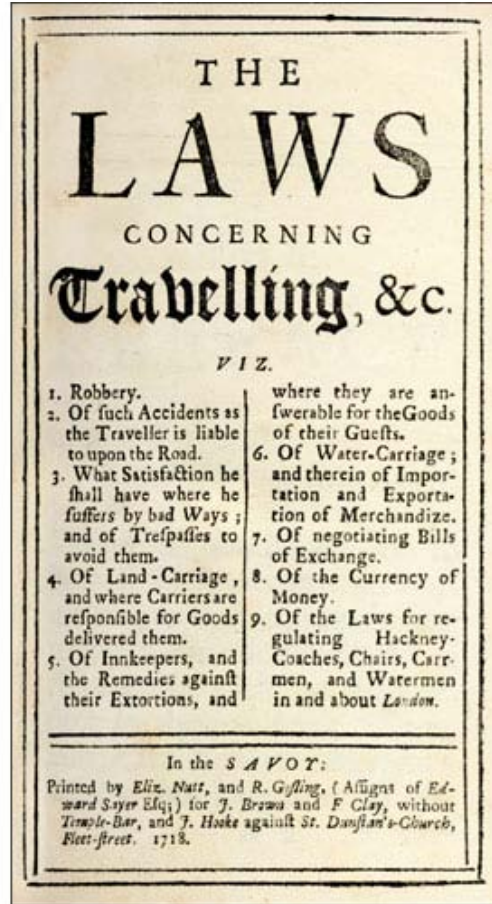 THE
LAWS
CONCERNING
Travelling, &c.
VIZ.
1. Robbery.
2. Of ſuch Accidents as
the Traveller is liable
to upon the Road.
3. What Satisfaction he
ſhall have where he
ſuffers by bad Ways;
and of Treſpaſſes to
avoid them.
4. Of Land-Carriage,
and where Carriers are
reſponſible for Goods
delivered them.
5. Of Innkeepers, and
the Remedies againſt
their Extortions, and
where they are an-
ſwerable for the Goods
of their Gueſts.
6. Of Water-Carriage;
and therein of Impor-
tation and Exporta-
tion of Merchandize.
7. Of negotiating Bills
of Exchange.
8. Of the Currency of
Money.
9. Of the Laws for re-
gulating Hackney-
Coaches, Chairs, Carr-
men, and Watermen
in and about London.
In the SAVOY:
Printed by Eliz. Nutt, and R. Goſling. (Aſſigns of Ed-
ward Sayer Eſq;) for J. Brown and F Clay, without
Temple-Bar, and J. Hooke againſt St. Dunſtan's-Church,
Fleet-ſtreet. 1718.